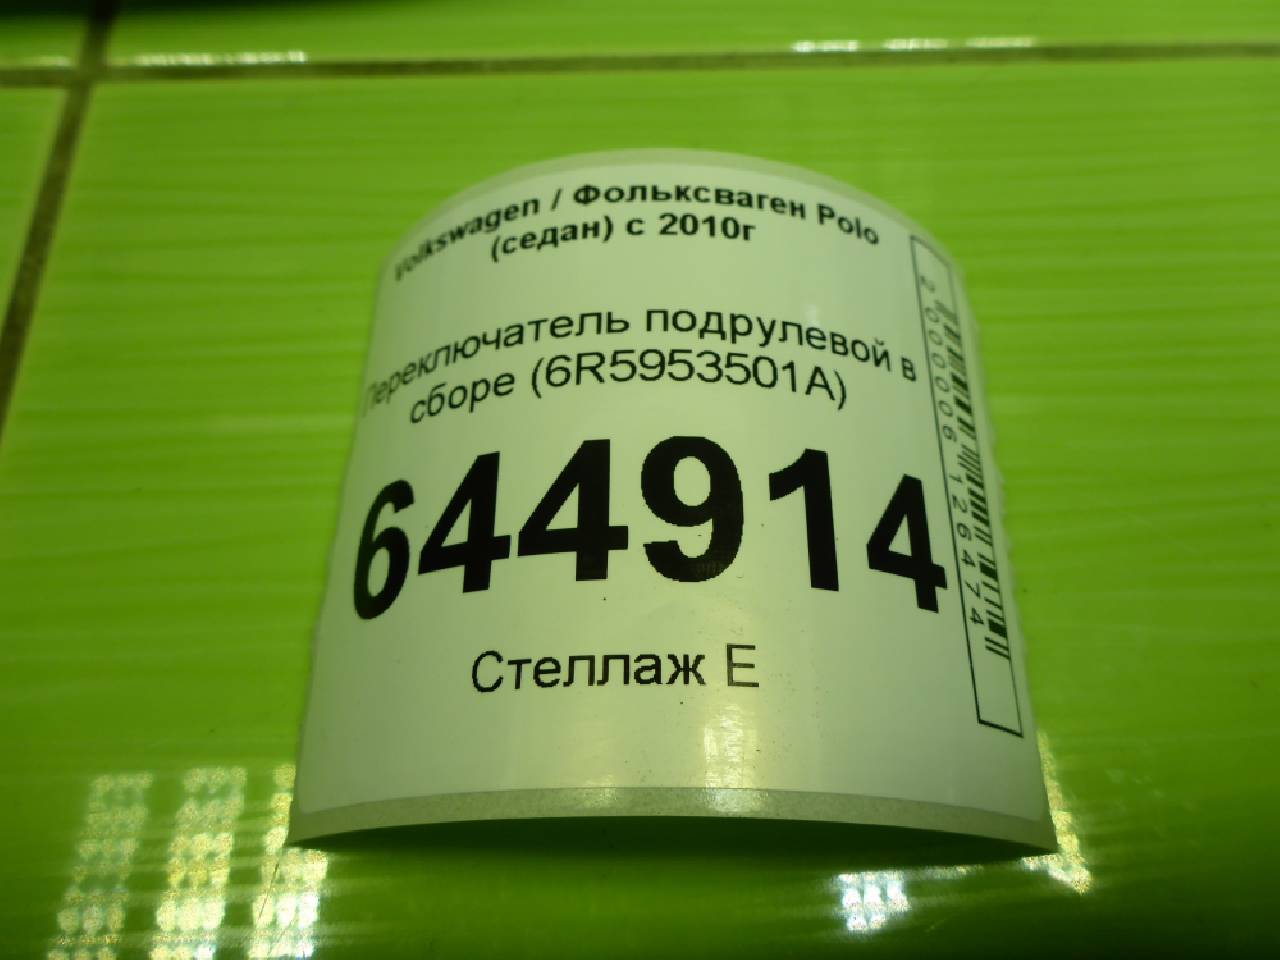 Volkswagen / Фольксваген Polo
(седан) с 2010г
Переключатель подрулевой в
сборе (6R5953501A)
644914
Стеллаж E
2000006126474